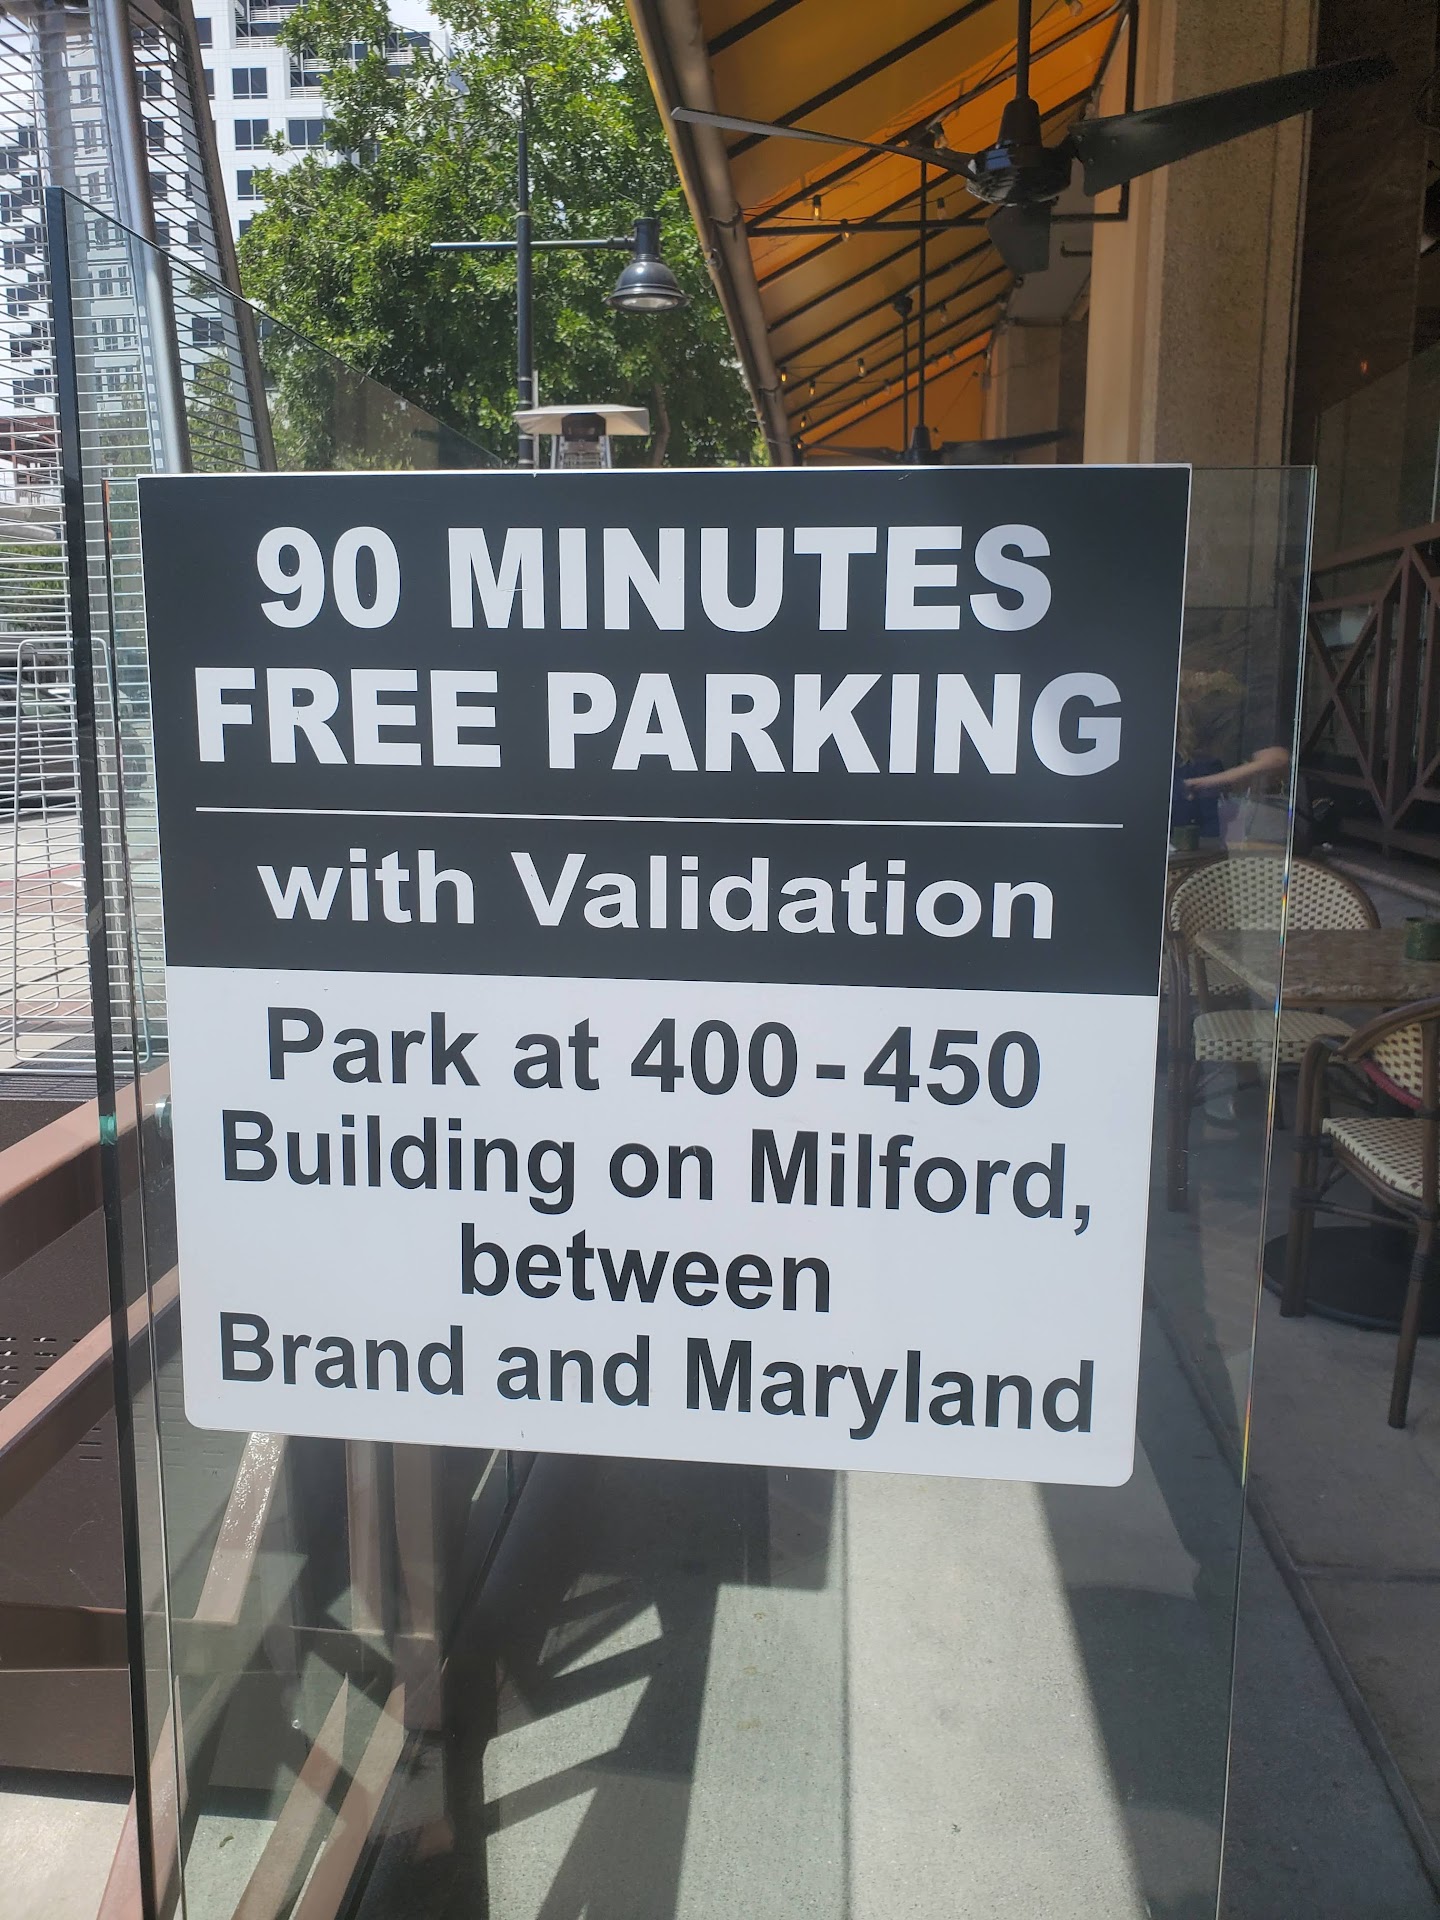 90 MINUTES
FREE PARKING
with Validation
Park at 400-450
Building on Milford,
between
Brand and Maryland